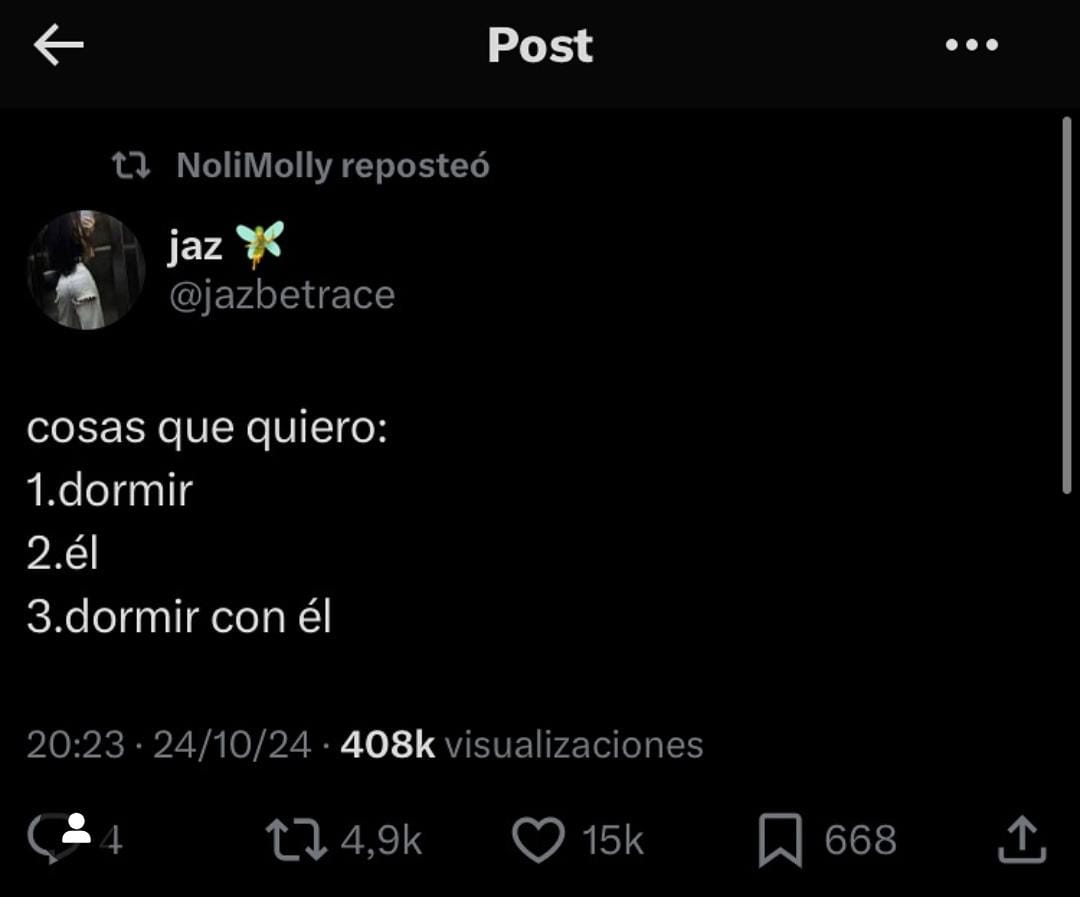 Post
NoliMolly reposteó
jaz
@jazbetrace
cosas que quiero:
1.dormir
2.él
3.dormir con él
20:23 · 24/10/24 · 408k visualizaciones
4 4,9k 15k 668